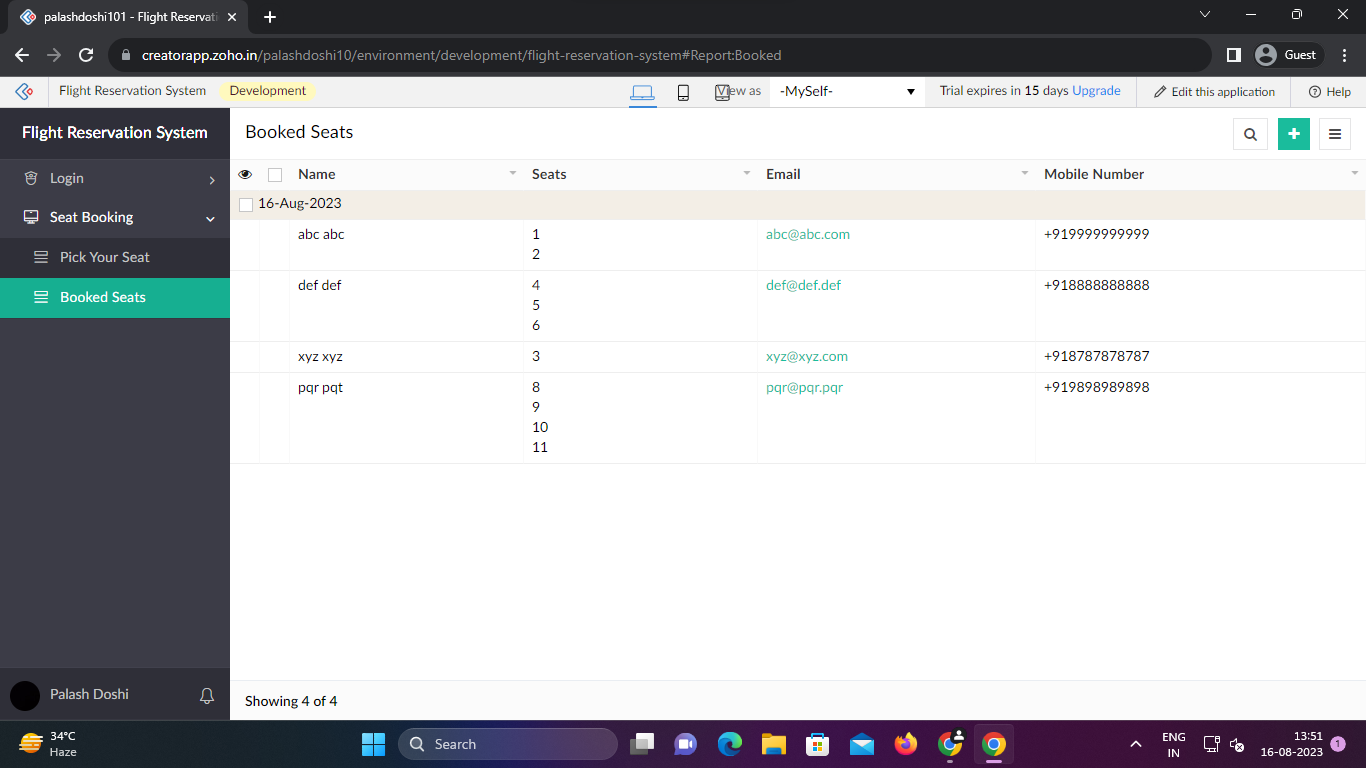 palashdoshi101 - Flight Reservati
creatorapp.zoho.in/palashdoshi10/environment/development/flight-reservation-system#Report:Booked
Guest
Flight Reservation System Development View as -MySelf- Trial expires in 15 days Upgrade Edit this application Help
Flight Reservation System
Login
Seat Booking
Pick Your Seat
Booked Seats
Palash Doshi
Booked Seats
Name Seats Email Mobile Number
16-Aug-2023
abc abc 1 abc@abc.com +919999999999
2
def def 4 def@def.def +918888888888
5
6
xyz xyz 3 xyz@xyz.com +918787878787
pqr pqt 8 pqr@pqr.pqr +919898989898
9
10
11
Showing 4 of 4
34°C
Haze
Search
ENG
IN
13:51
16-08-2023
1